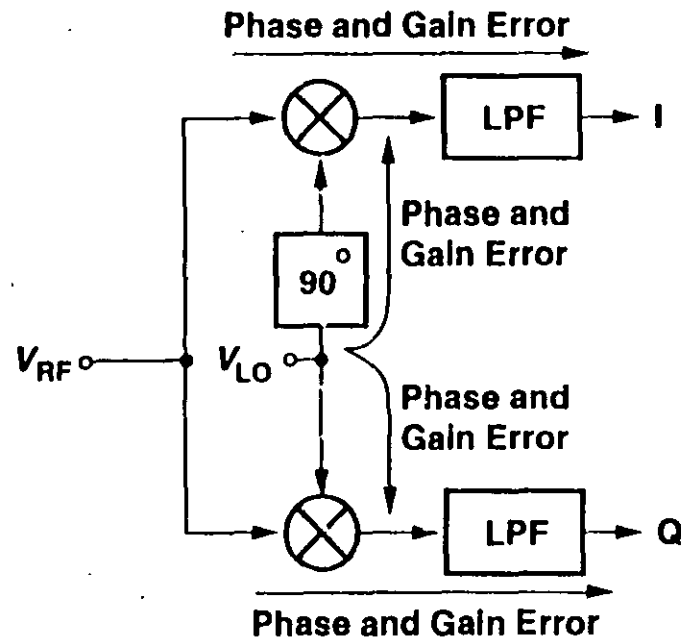 Phase and Gain Error
LPF
I
Phase and
Gain Error
90°
V_RF
V_LO
Phase and
Gain Error
LPF
Q
Phase and Gain Error